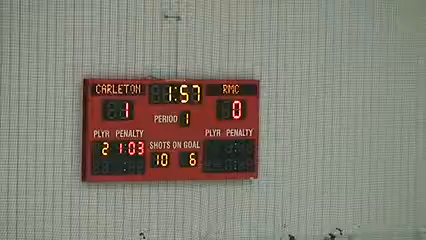 CARLETON 1:57 RMC
1 PERIOD 1 0
PLYR PENALTY SHOTS ON GOAL PLYR PENALTY
2 1:03 10 6